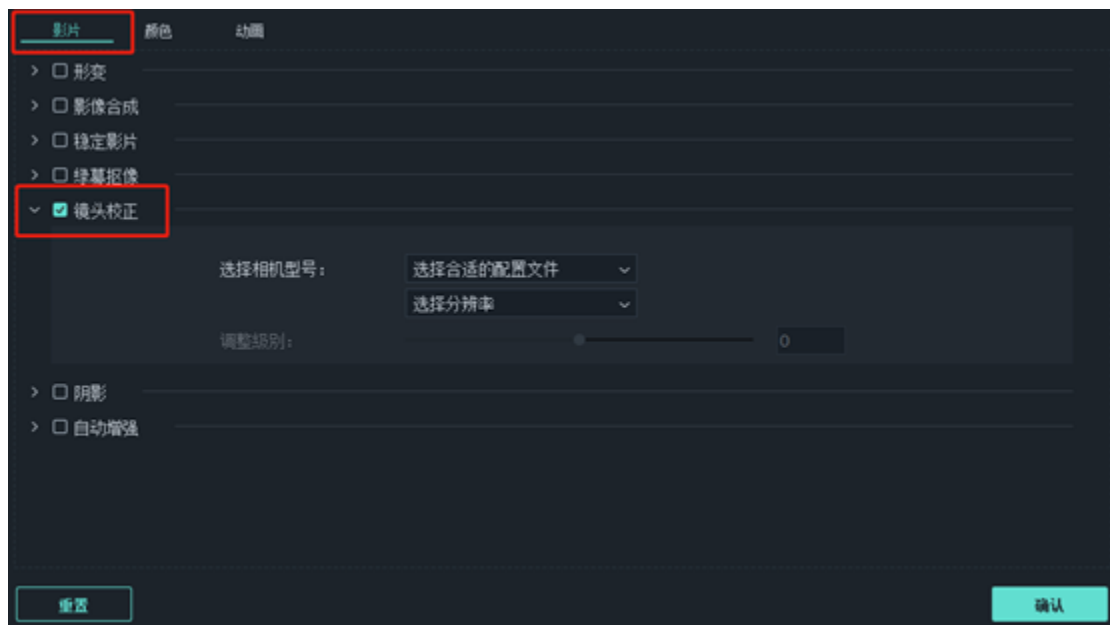 影片 颜色 动画
形变
影像合成
稳定影片
绿幕抠像
镜头校正
选择相机型号： 选择合适的配置文件
选择分辨率
调整级别： 0
阴影
自动增强
重置 确认